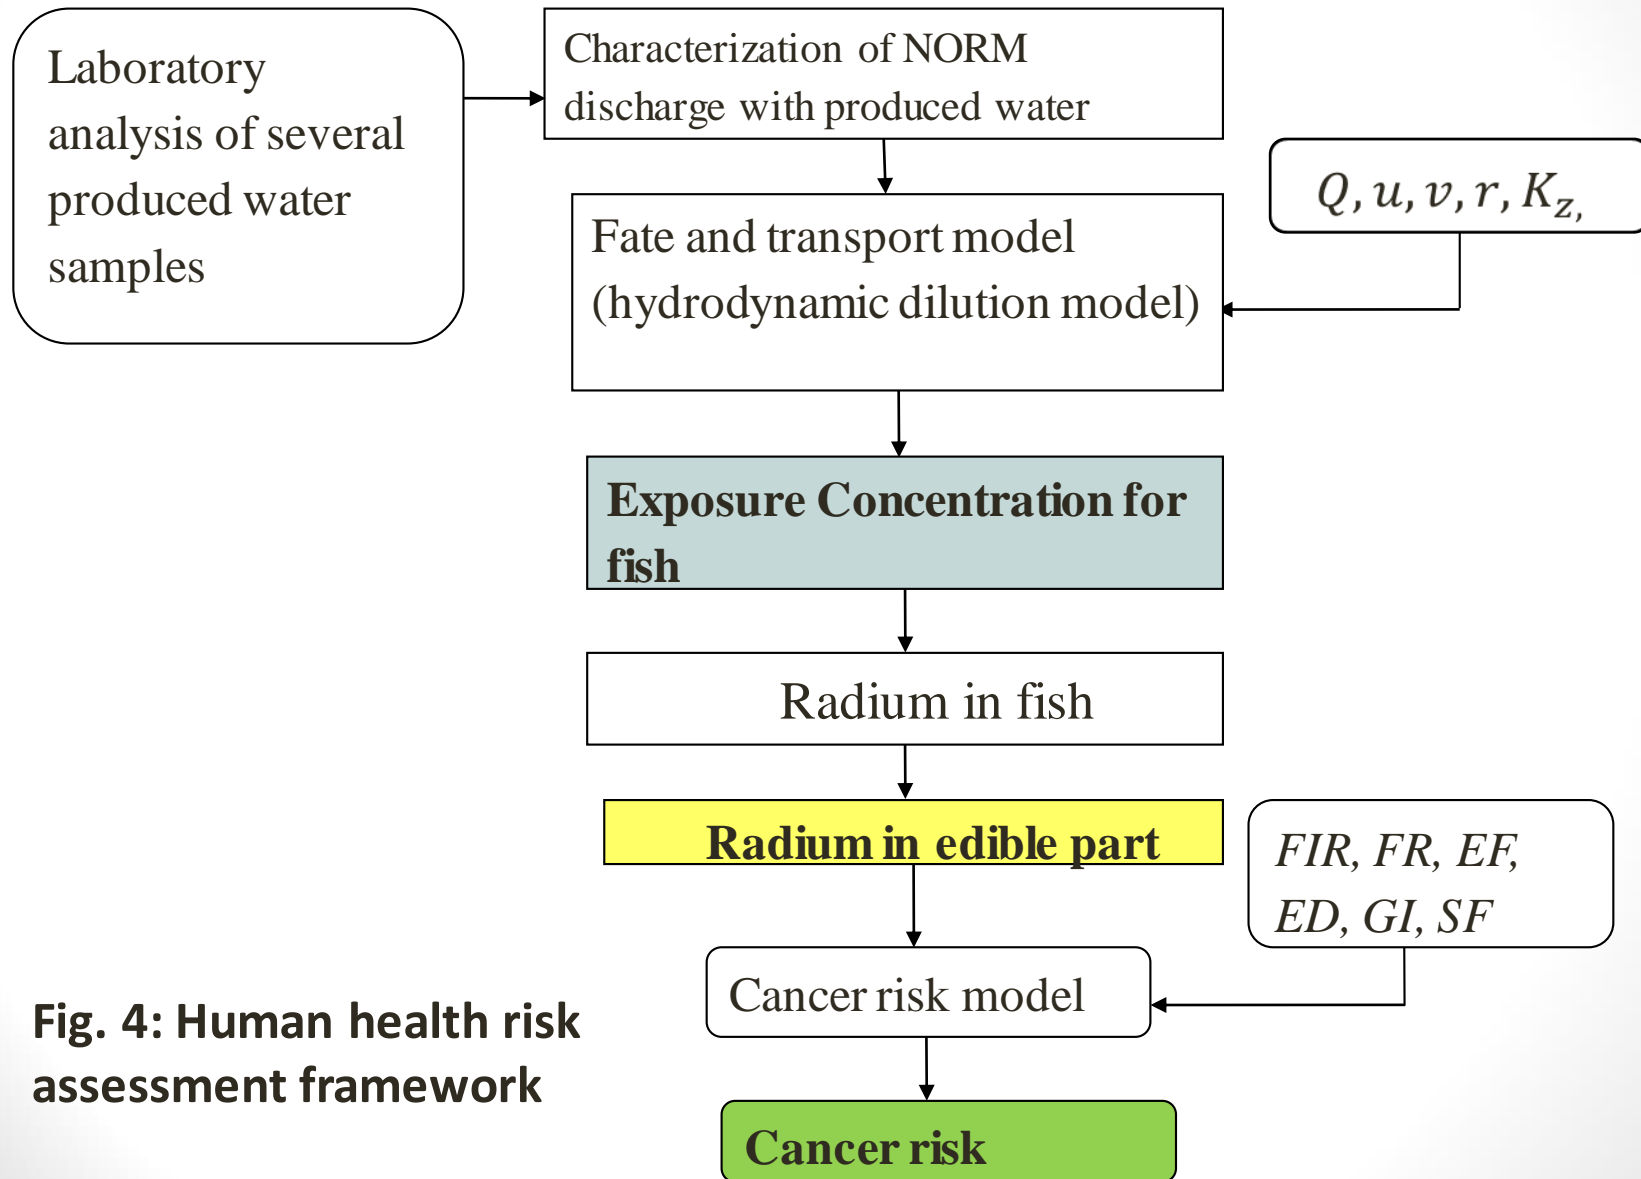 Laboratory
analysis of several
produced water
samples
Characterization of NORM
discharge with produced water
Q, u, v, r, K_z,
Fate and transport model
(hydrodynamic dilution model)
Exposure Concentration for
fish
Radium in fish
Radium in edible part
FIR, FR, EF,
ED, GI, SF
Cancer risk model
Cancer risk
Fig. 4: Human health risk
assessment framework